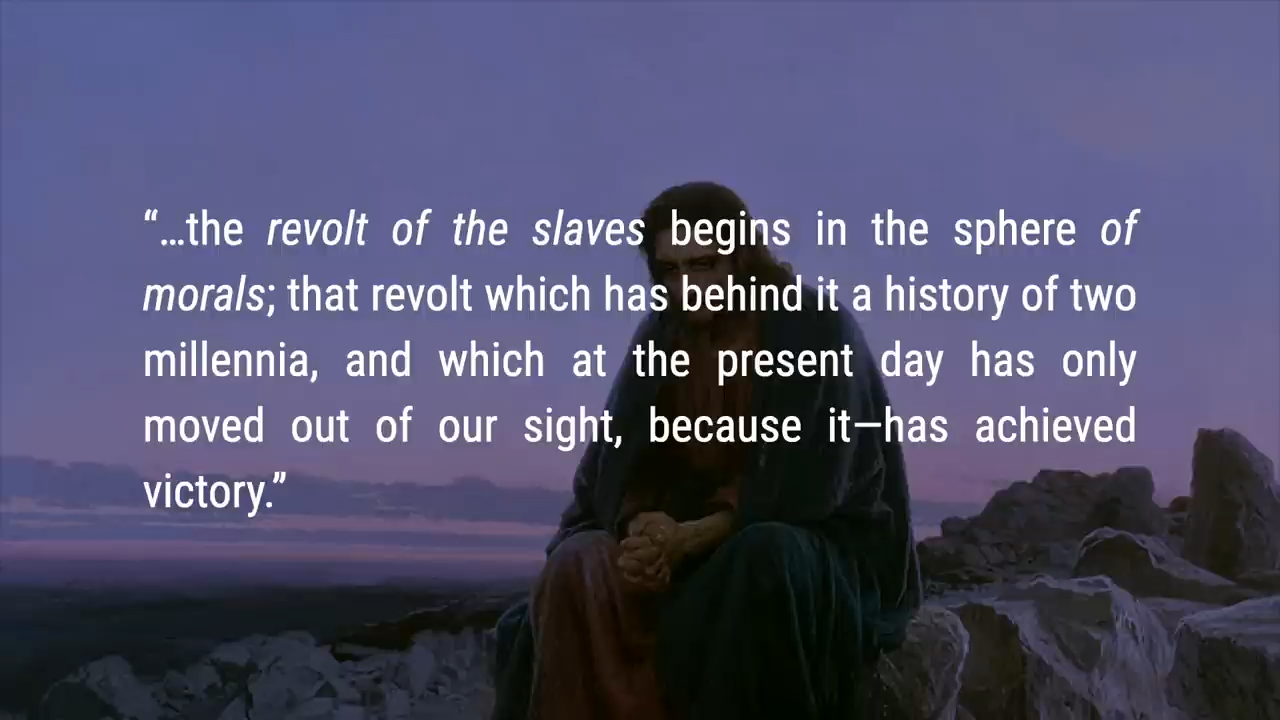 “…the revolt of the slaves begins in the sphere of
morals; that revolt which has behind it a history of two
millennia, and which at the present day has only
moved out of our sight, because it—has achieved
victory.”